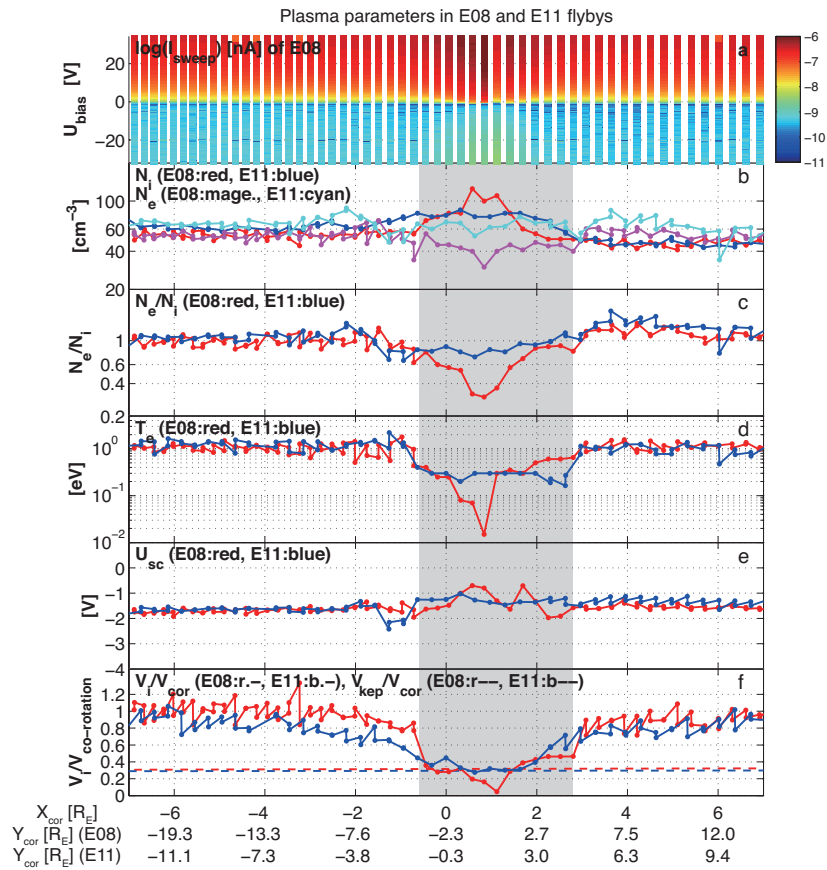 Plasma parameters in E08 and E11 flybys
log(I_sweep) [nA] of E08
a
U_bias [V]
20
0
−20
−6
−7
−8
−9
−10
−11
N_i (E08:red, E11:blue)
N_e (E08:mage., E11:cyan)
b
[cm⁻³]
100
60
40
20
N_e/N_i (E08:red, E11:blue)
c
N_e/N_i
1
0.6
0.4
0.2
T_e (E08:red, E11:blue)
d
[eV]
10⁰
10⁻¹
10⁻²
U_sc (E08:red, E11:blue)
e
[V]
0
−1
−2
−3
−4
V_i/V_cor (E08:r.−, E11:b.−), V_kep/V_cor (E08:r−−, E11:b−−)
f
V_i/V_co−rotation
1.2
1
0.8
0.6
0.4
0.2
0
X_cor [R_E] −6 −4 −2 0 2 4 6
Y_cor [R_E] (E08) −19.3 −13.3 −7.6 −2.3 2.7 7.5 12.0
Y_cor [R_E] (E11) −11.1 −7.3 −3.8 −0.3 3.0 6.3 9.4